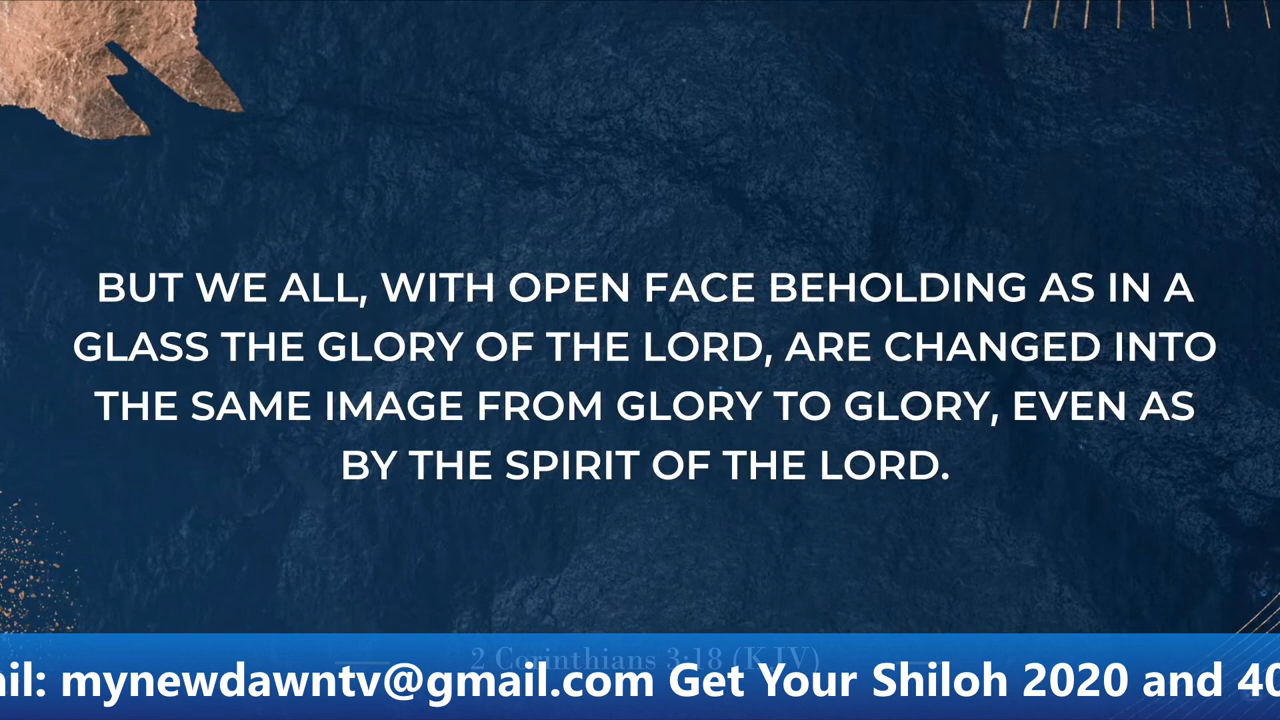 BUT WE ALL, WITH OPEN FACE BEHOLDING AS IN A
GLASS THE GLORY OF THE LORD, ARE CHANGED INTO
THE SAME IMAGE FROM GLORY TO GLORY, EVEN AS
BY THE SPIRIT OF THE LORD.
2 Corinthians 3:18 (KJV)
ail: mynewdawntv@gmail.com Get Your Shiloh 2020 and 40